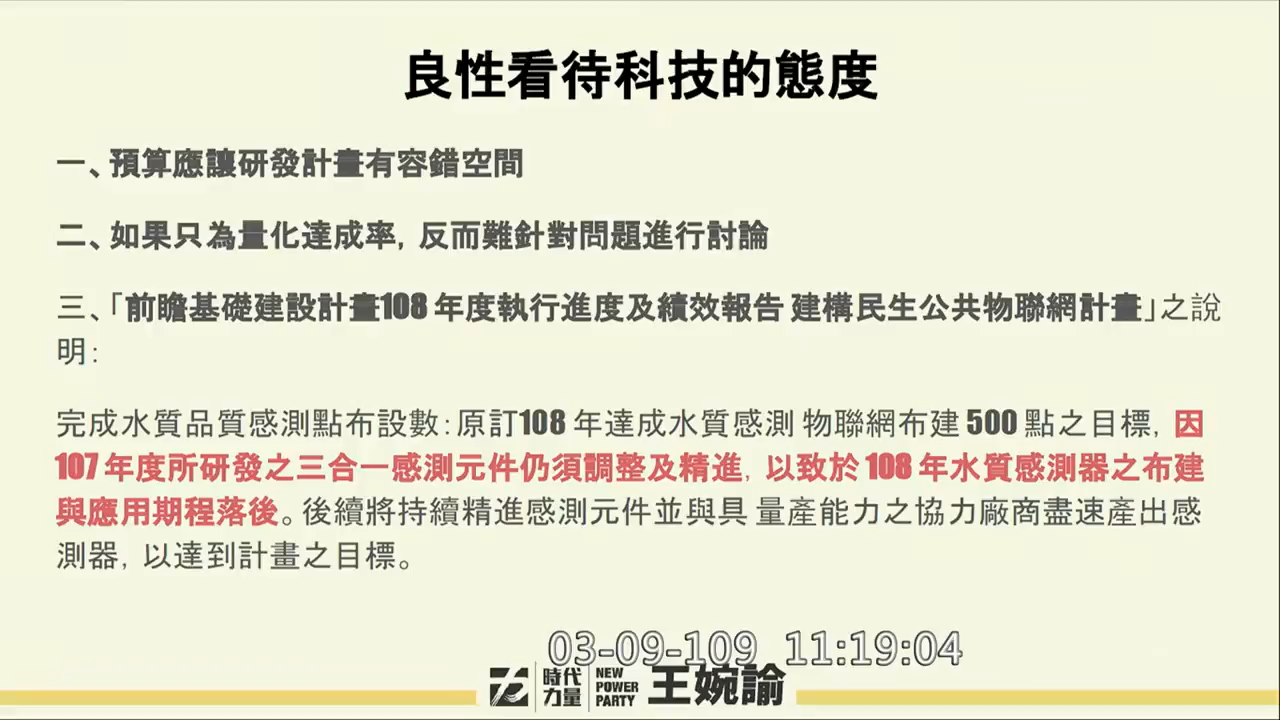 良性看待科技的態度
一、預算應讓研發計畫有容錯空間
二、如果只為量化達成率，反而難針對問題進行討論
三、「前瞻基礎建設計畫108 年度執行進度及績效報告 建構民生公共物聯網計畫」之說
明：
完成水質品質感測點布設數：原訂108 年達成水質感測 物聯網布建 500 點之目標，因
107 年度所研發之三合一感測元件仍須調整及精進，以致於 108 年水質感測器之布建
與應用期程落後。後續將持續精進感測元件並與具 量產能力之協力廠商盡速產出感
測器，以達到計畫之目標。
03-09-109 11:19:04
時代力量 NEW POWER PARTY 王婉諭